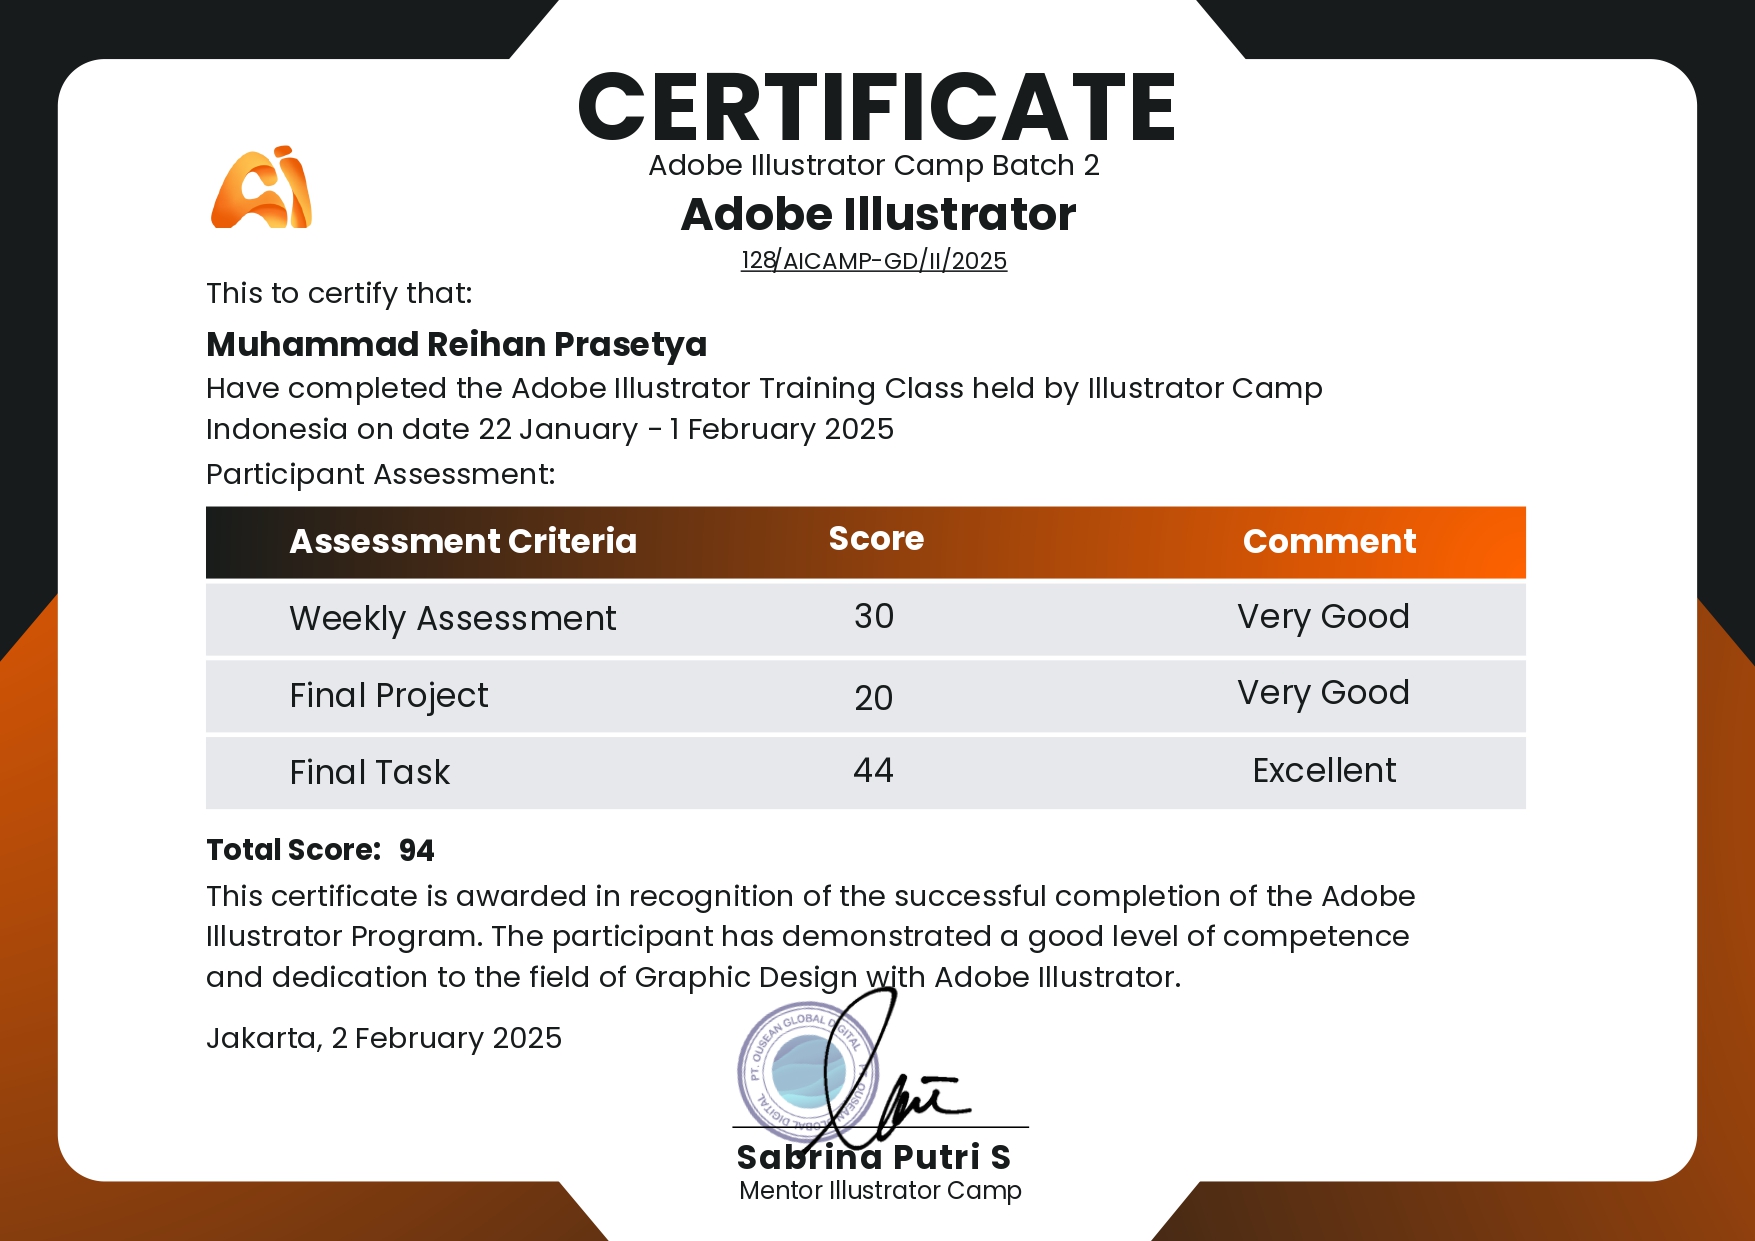 CERTIFICATE
Adobe Illustrator Camp Batch 2
Adobe Illustrator
128/AICAMP-GD/II/2025
This to certify that:
Muhammad Reihan Prasetya
Have completed the Adobe Illustrator Training Class held by Illustrator Camp
Indonesia on date 22 January - 1 February 2025
Participant Assessment:
Assessment Criteria Score Comment
Weekly Assessment 30 Very Good
Final Project 20 Very Good
Final Task 44 Excellent
Total Score: 94
This certificate is awarded in recognition of the successful completion of the Adobe
Illustrator Program. The participant has demonstrated a good level of competence
and dedication to the field of Graphic Design with Adobe Illustrator.
Jakarta, 2 February 2025
PT. OUSEAN GLOBAL DIGITAL
PT. OUSEAN GLOBAL DIGITAL
Sabrina Putri S
Mentor Illustrator Camp